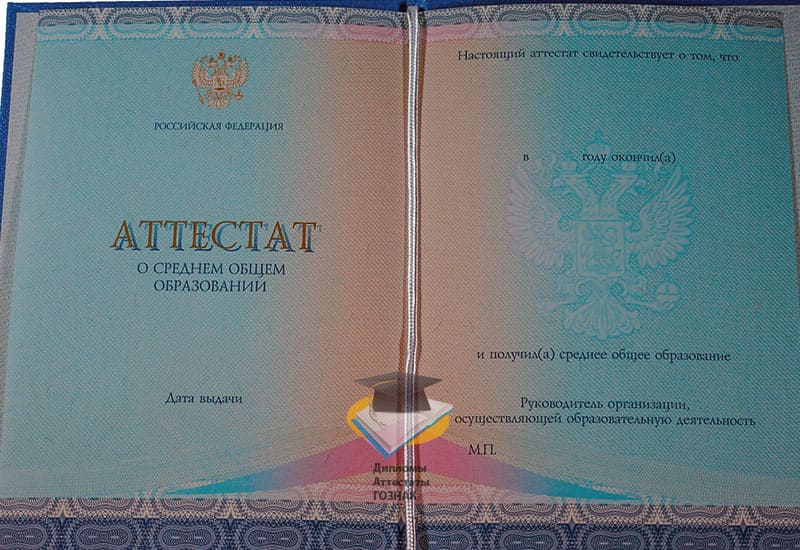 РОССИЙСКАЯ ФЕДЕРАЦИЯ
АТТЕСТАТ
О СРЕДНЕМ ОБЩЕМ
ОБРАЗОВАНИИ
Дата выдачи
Настоящий аттестат свидетельствует о том, что
в году окончил(а)
и получил(а) среднее общее образование
Руководитель организации,
осуществляющей образовательную деятельность
М.П.
Дипломы
Аттестаты
ГОЗНАК